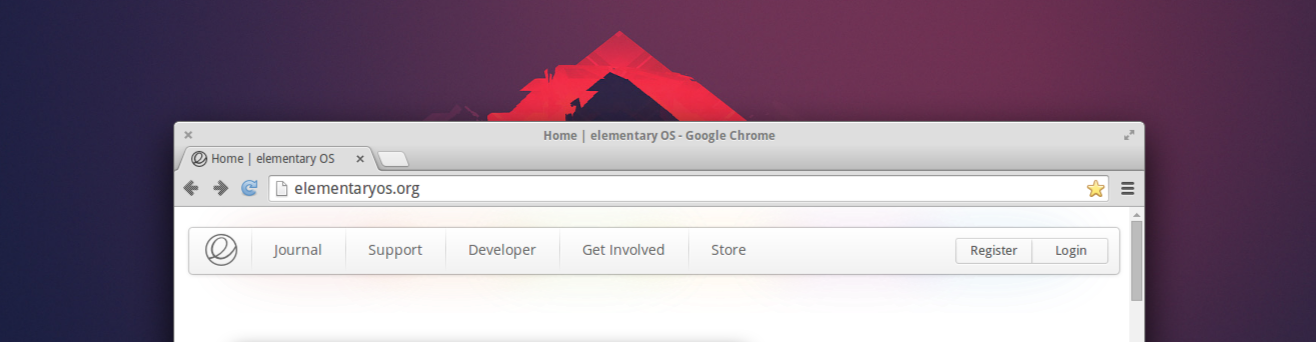 Home | elementary OS - Google Chrome
Home | elementary OS
elementaryos.org
Journal Support Developer Get Involved Store Register Login